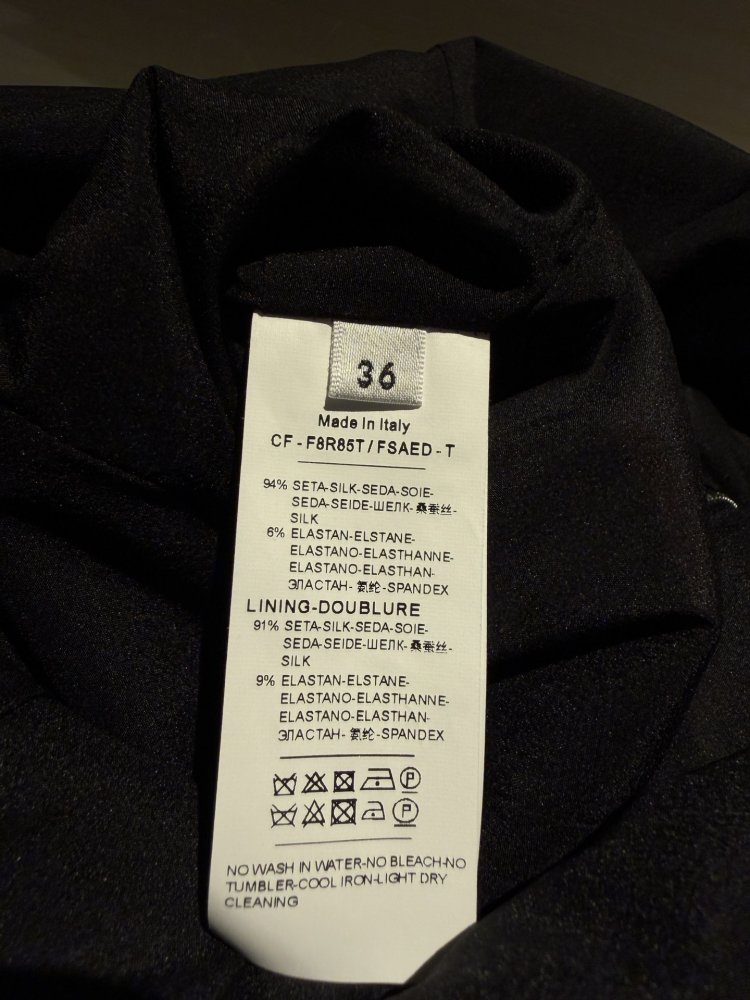 36
Made In Italy
CF - F8R85T / FSAED - T
94% SETA-SILK-SEDA-SOIE-
SEDA-SEIDE-ШЕЛК-桑蚕丝-
SILK
6% ELASTAN-ELSTANE-
ELASTANO-ELASTHANNE-
ELASTANO-ELASTHAN-
ЭЛАСТАН- 氨纶-SPANDEX
LINING-DOUBLURE
91% SETA-SILK-SEDA-SOIE-
SEDA-SEIDE-ШЕЛК-桑蚕丝-
SILK
9% ELASTAN-ELSTANE-
ELASTANO-ELASTHANNE-
ELASTANO-ELASTHAN-
ЭЛАСТАН- 氨纶-SPANDEX
P
P
NO WASH IN WATER-NO BLEACH-NO
TUMBLER-COOL IRON-LIGHT DRY
CLEANING